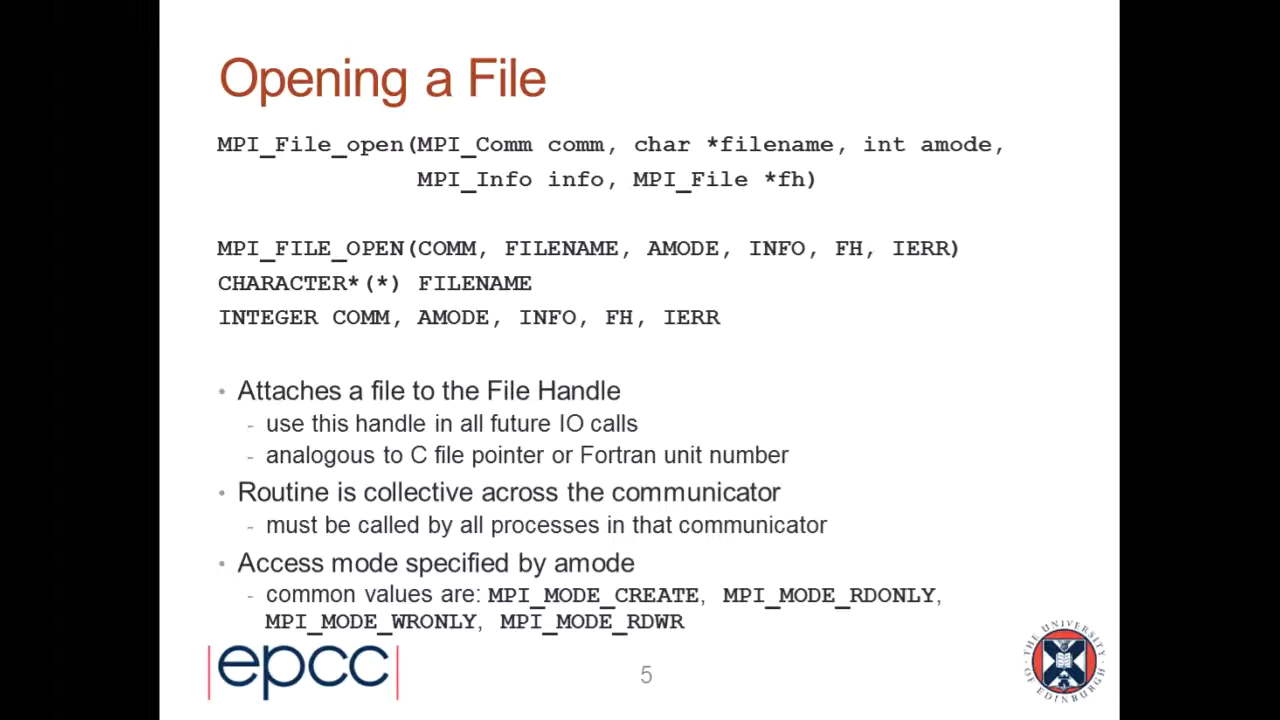 Opening a File
MPI_File_open(MPI_Comm comm, char *filename, int amode,
MPI_Info info, MPI_File *fh)
MPI_FILE_OPEN(COMM, FILENAME, AMODE, INFO, FH, IERR)
CHARACTER*(*) FILENAME
INTEGER COMM, AMODE, INFO, FH, IERR
• Attaches a file to the File Handle
- use this handle in all future IO calls
- analogous to C file pointer or Fortran unit number
• Routine is collective across the communicator
- must be called by all processes in that communicator
• Access mode specified by amode
- common values are: MPI_MODE_CREATE, MPI_MODE_RDONLY,
MPI_MODE_WRONLY, MPI_MODE_RDWR
|epcc|
5
THE UNIVERSITY
OF EDINBURGH